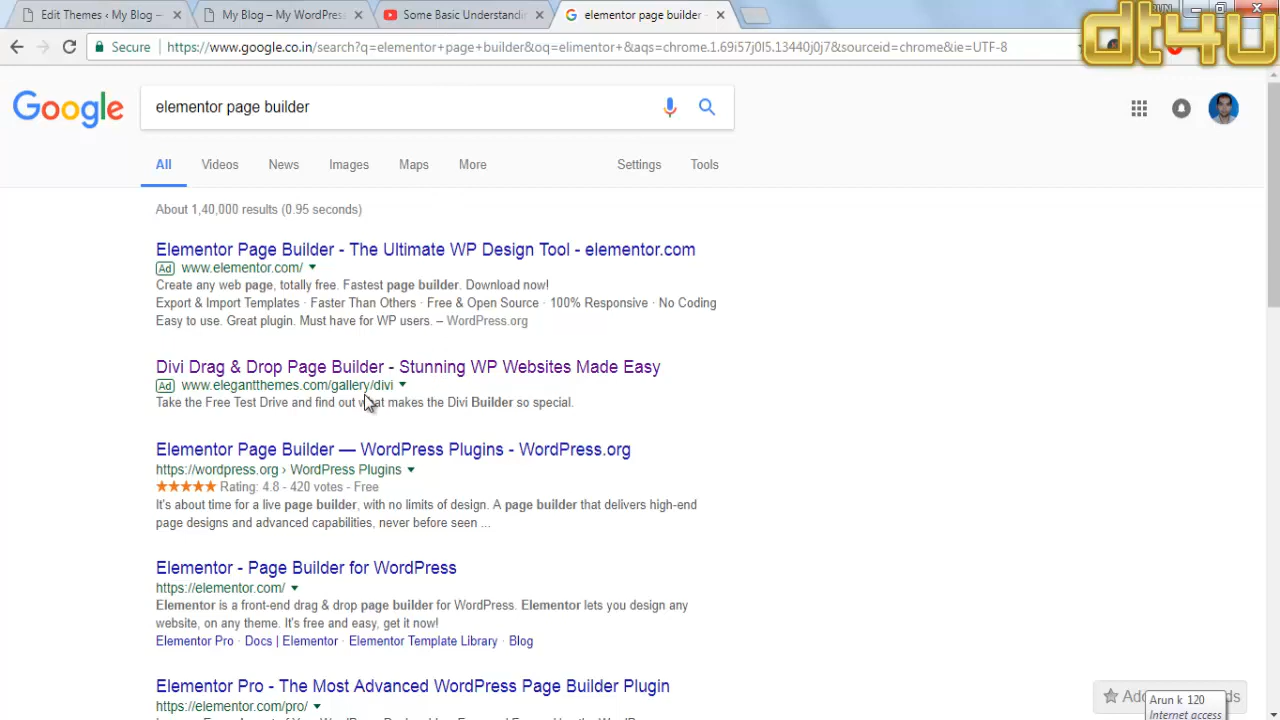 Edit Themes ‹ My Blog —
My Blog – My WordPress
Some Basic Understandi
elementor page builder -
Secure
https://www.google.co.in/search?q=elementor+page+builder&oq=elimentor+&aqs=chrome.1.69i57j0l5.13440j0j7&sourceid=chrome&ie=UTF-8
dt4u
Google
elementor page builder
All Videos News Images Maps More Settings Tools
About 1,40,000 results (0.95 seconds)
Elementor Page Builder - The Ultimate WP Design Tool - elementor.com
Ad www.elementor.com/
Create any web page, totally free. Fastest page builder. Download now!
Export & Import Templates · Faster Than Others · Free & Open Source · 100% Responsive · No Coding
Easy to use. Great plugin. Must have for WP users. – WordPress.org
Divi Drag & Drop Page Builder - Stunning WP Websites Made Easy
Ad www.elegantthemes.com/gallery/divi
Take the Free Test Drive and find out what makes the Divi Builder so special.
Elementor Page Builder — WordPress Plugins - WordPress.org
https://wordpress.org › WordPress Plugins
Rating: 4.8 - 420 votes - Free
It's about time for a live page builder, with no limits of design. A page builder that delivers high-end
page designs and advanced capabilities, never before seen ...
Elementor - Page Builder for WordPress
https://elementor.com/
Elementor is a front-end drag & drop page builder for WordPress. Elementor lets you design any
website, on any theme. It's free and easy, get it now!
Elementor Pro · Docs | Elementor · Elementor Template Library · Blog
Elementor Pro - The Most Advanced WordPress Page Builder Plugin
https://elementor.com/pro/
Arun k 120
Internet access